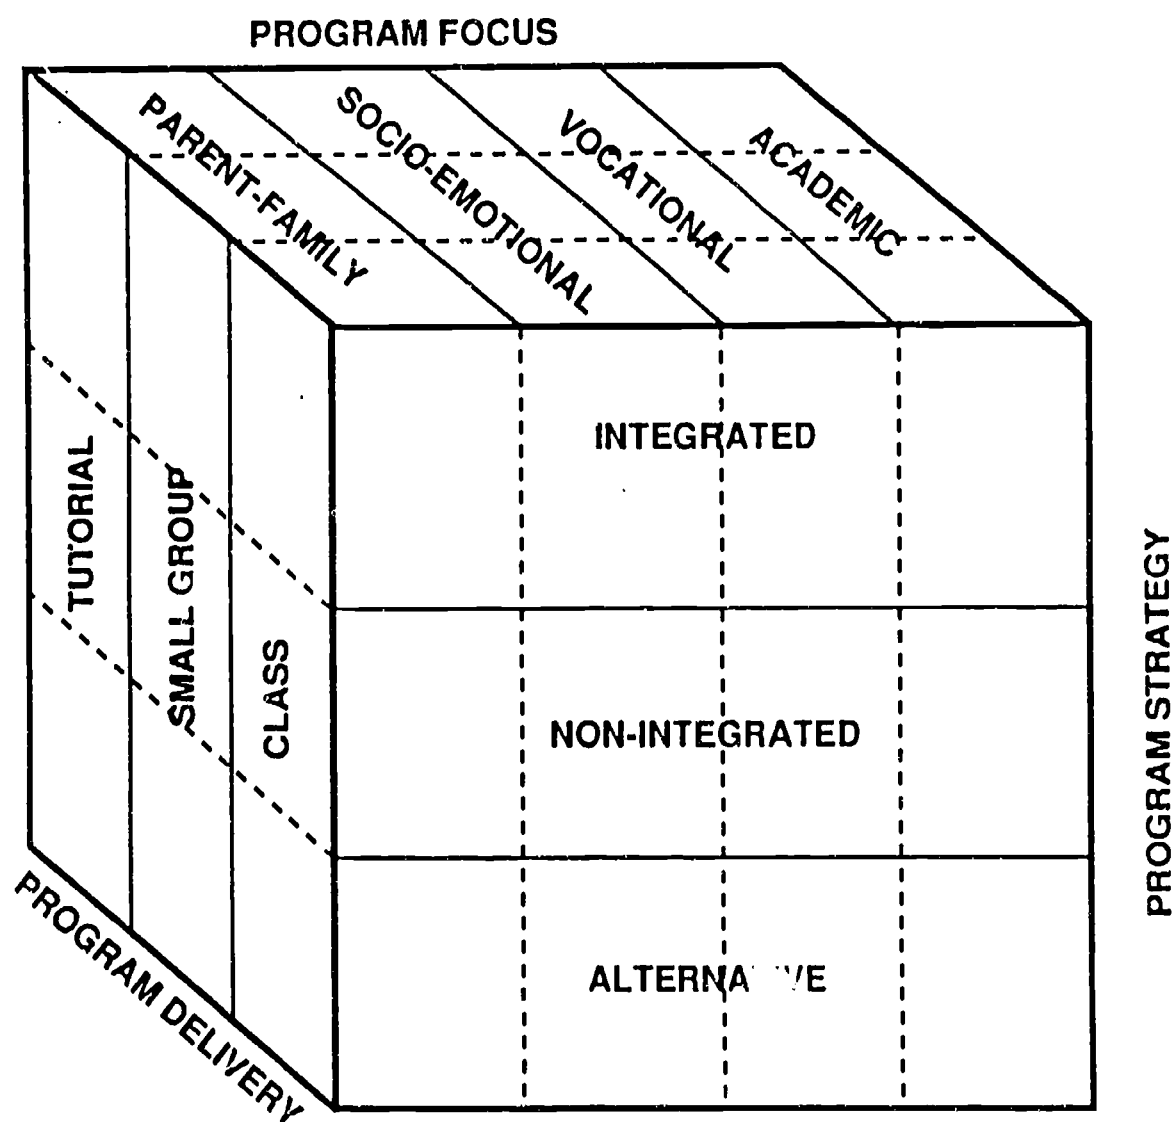 PROGRAM FOCUS
PARENT-FAMILY
SOCIO-EMOTIONAL
VOCATIONAL
ACADEMIC
INTEGRATED
TUTORIAL
SMALL GROUP
CLASS
NON-INTEGRATED
ALTERNATIVE
PROGRAM STRATEGY
PROGRAM DELIVERY